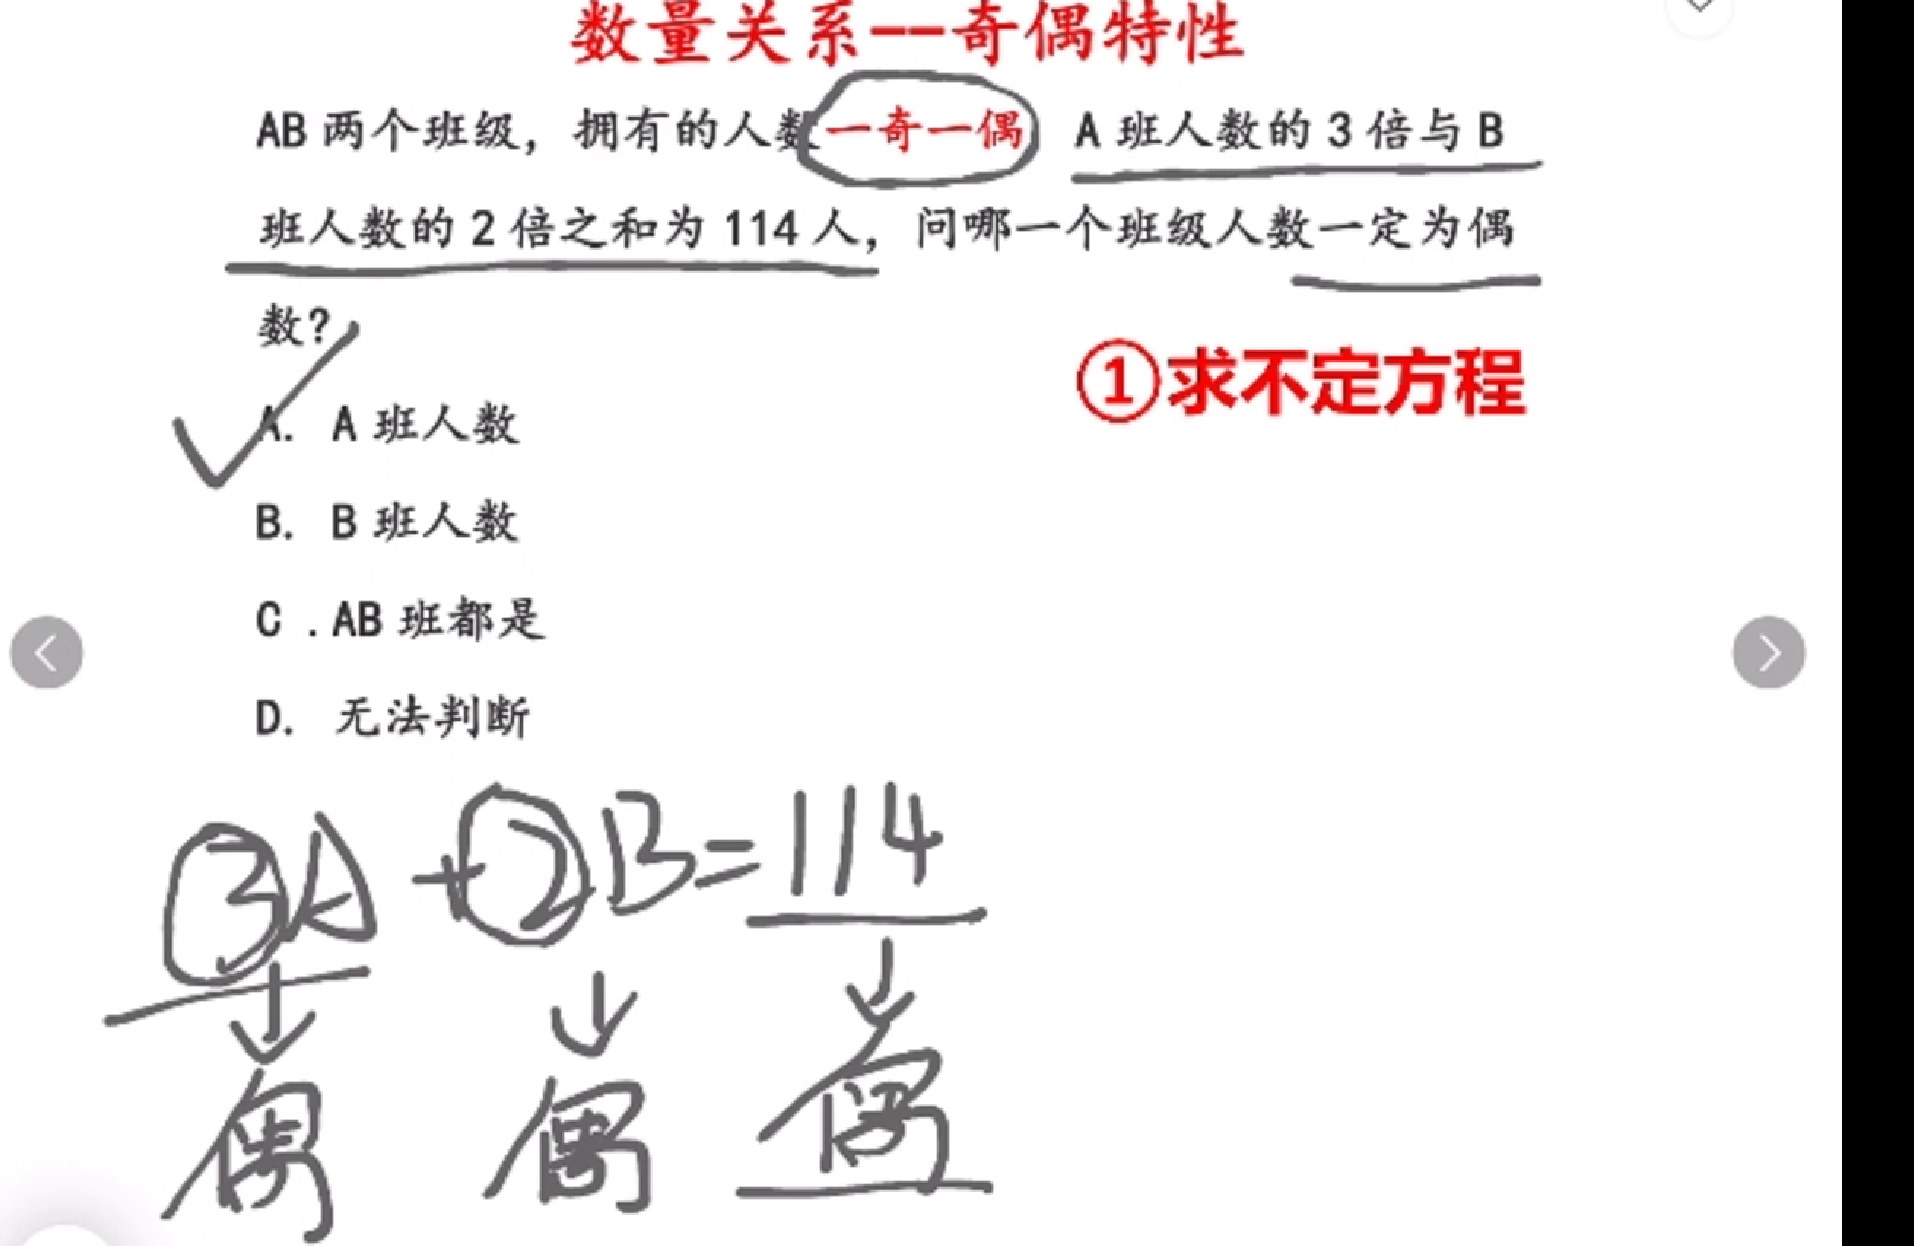 数量关系--奇偶特性
AB 两个班级，拥有的人数一奇一偶 A 班人数的 3 倍与 B
班人数的 2 倍之和为 114 人，问哪一个班级人数一定为偶
数？
①求不定方程
A. A 班人数
B. B 班人数
C .AB 班都是
D. 无法判断
3A+2B=114
偶 偶 偶